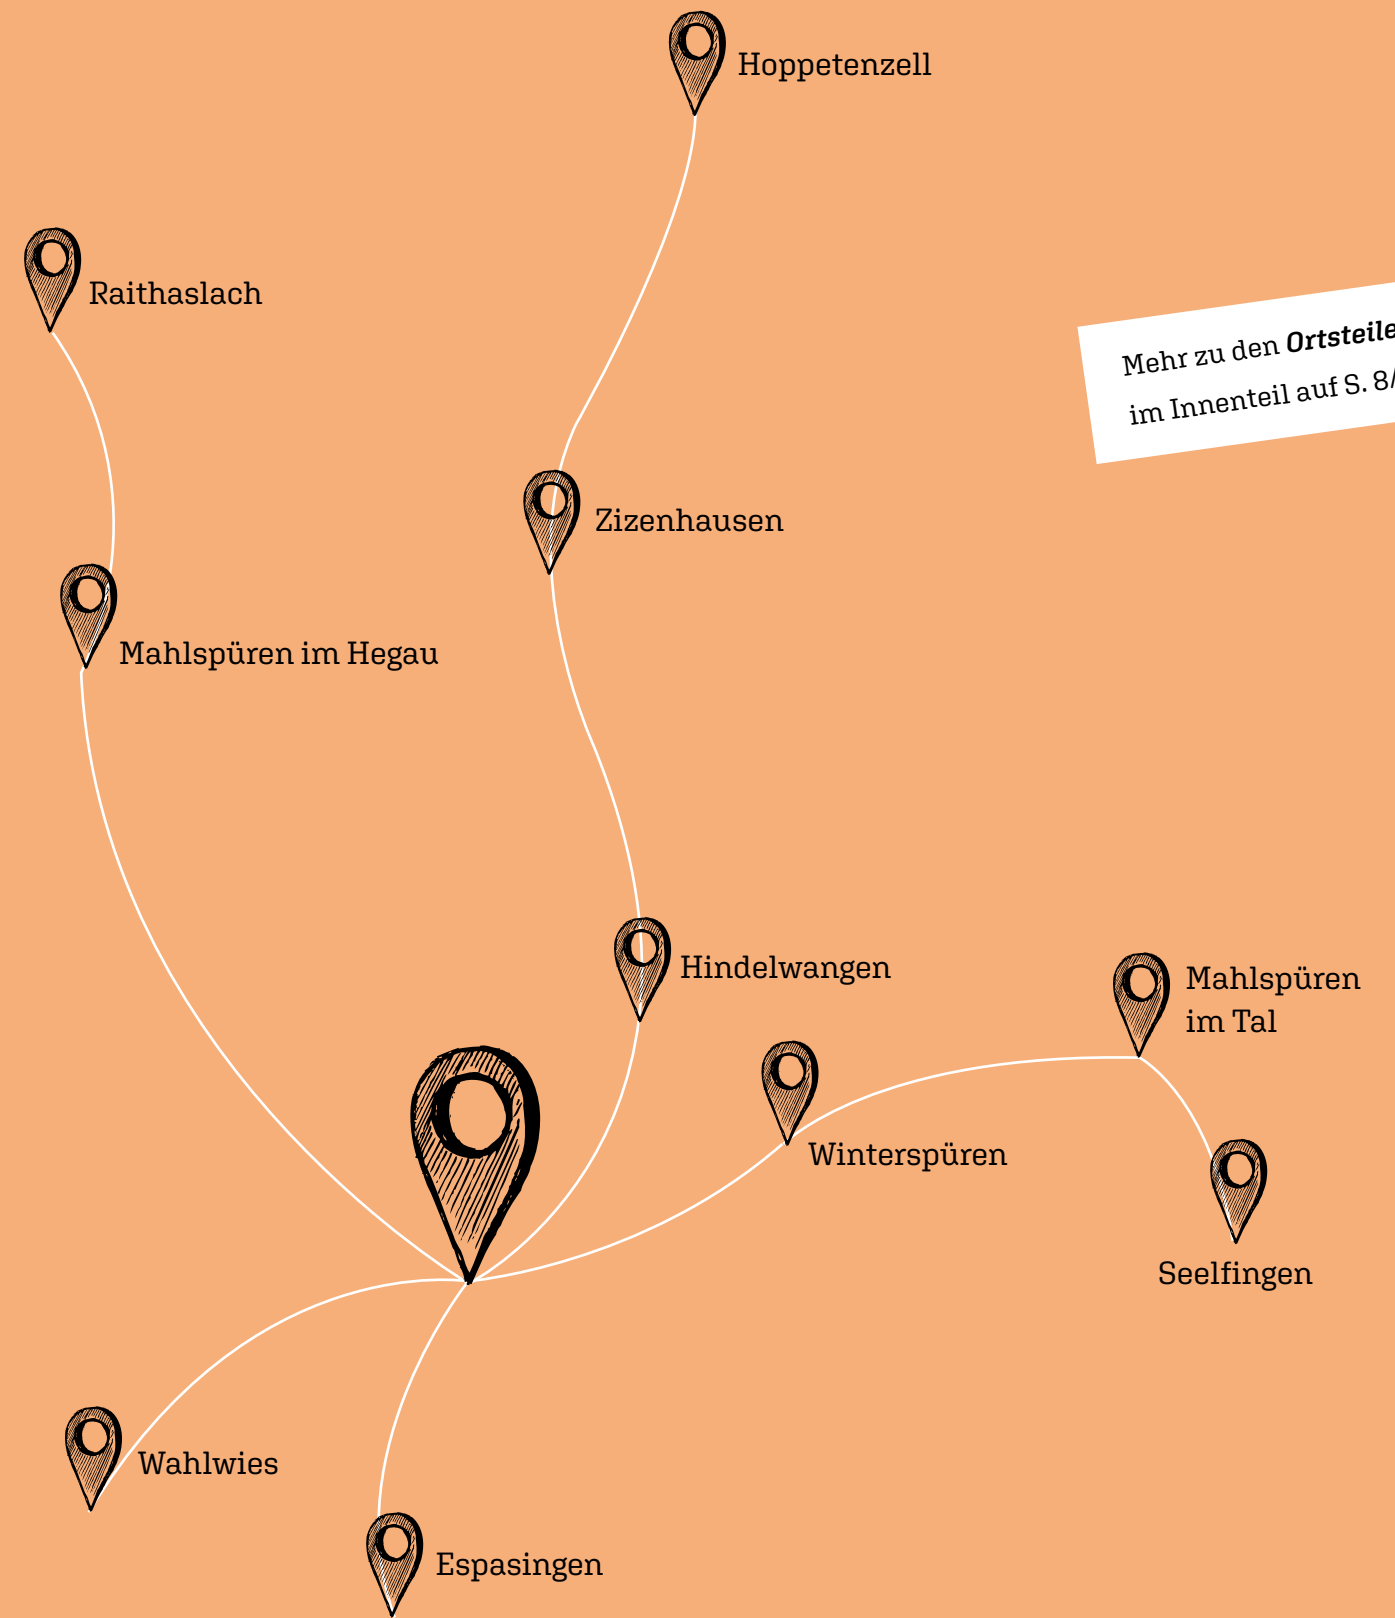 Hoppetenzell
Raithaslach
Mehr zu den Ortsteile
im Innenteil auf S. 8/
Zizenhausen
Mahlspüren im Hegau
Hindelwangen
Mahlspüren
im Tal
Winterspüren
Seelfingen
Wahlwies
Espasingen